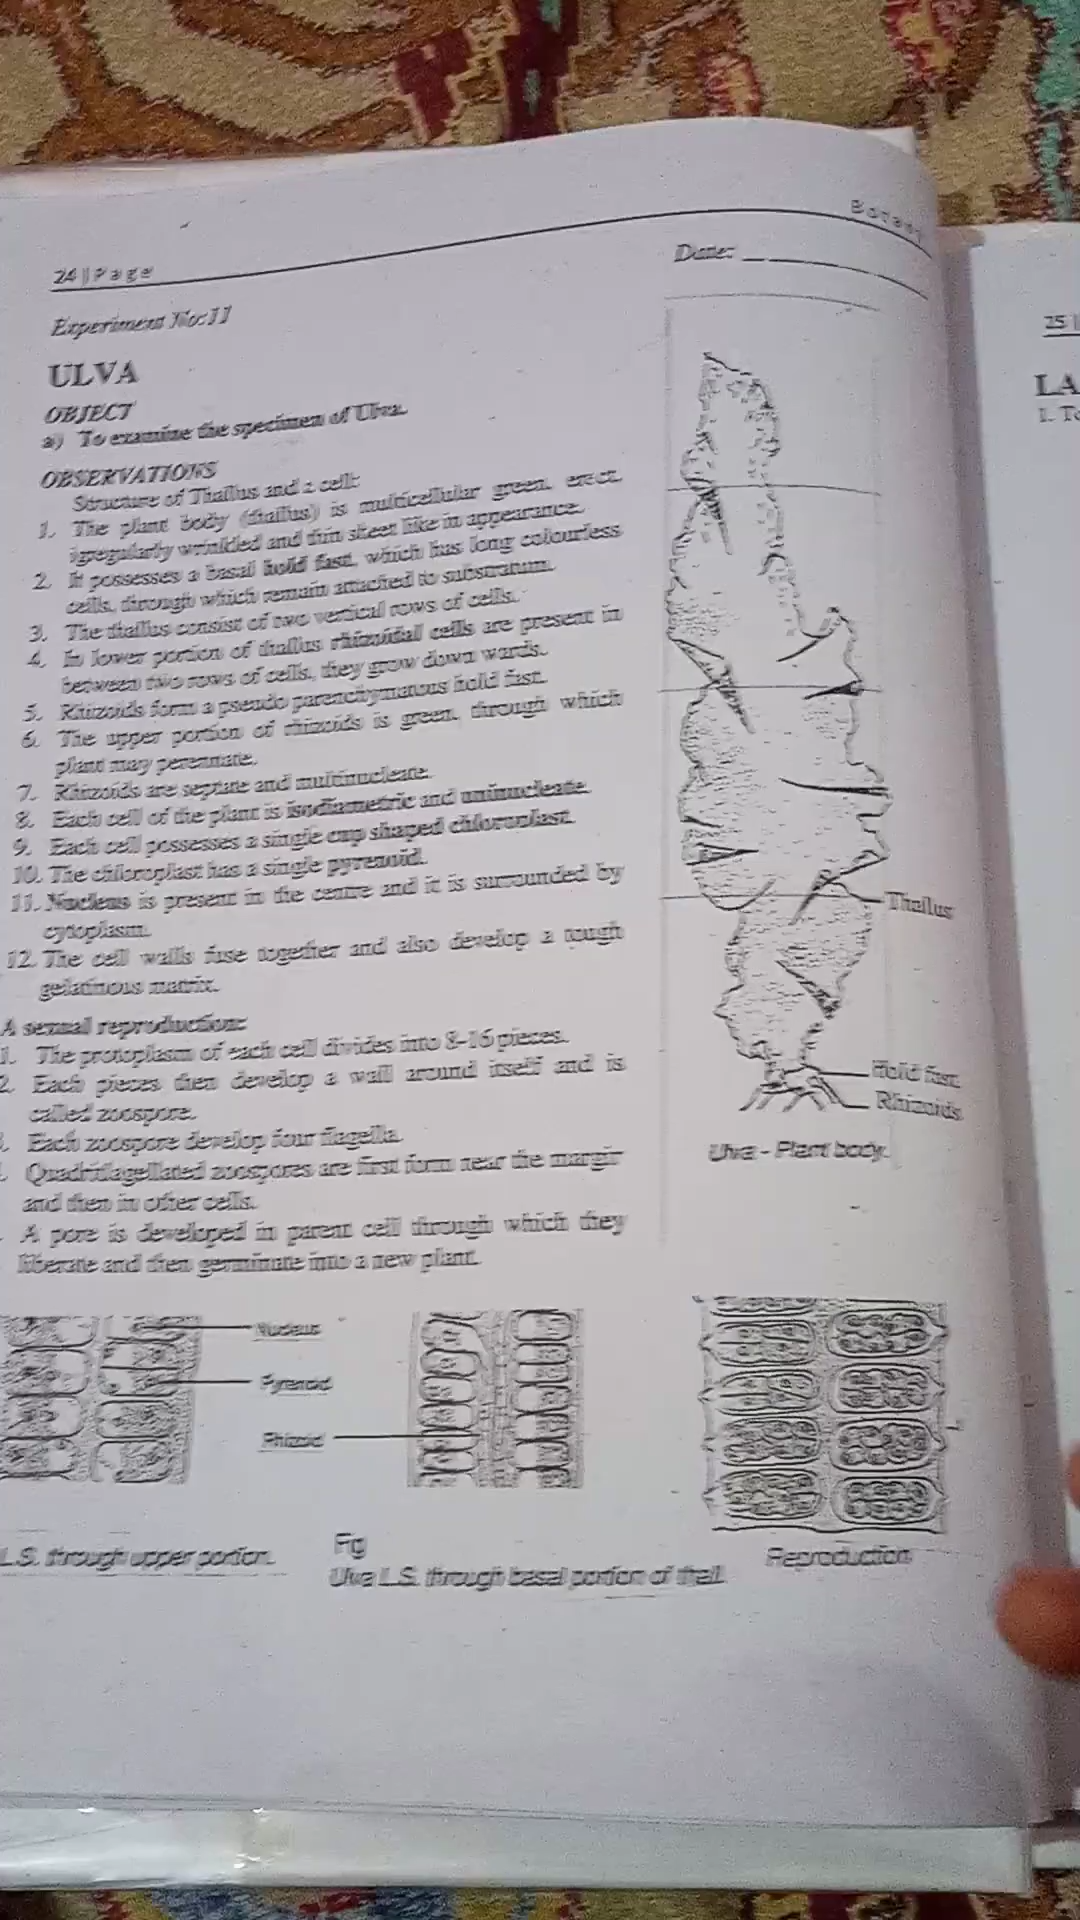 24 | Page
Botany
Date:
Experiment No:11
ULVA
OBJECT
a) To examine the specimen of Ulva.
OBSERVATIONS
Structure of Thallus and a cell:
1. The plant body (thallus) is multicellular green, erect,
irregularly wrinkled and thin sheet like in appearance.
2. It possesses a basal hold fast, which has long colourless
cells, through which remain attached to substratum.
3. The thallus consist of two vertical rows of cells.
4. In lower portion of thallus rhizoidal cells are present in
between two rows of cells, they grow down wards.
5. Rhizoids form a pseudo parenchymatous hold fast.
6. The upper portion of rhizoids is green, through which
plant may perennate.
7. Rhizoids are septate and multinucleate.
8. Each cell of the plant is isodiametric and uninucleate.
9. Each cell possesses a single cup shaped chloroplast.
10. The chloroplast has a single pyrenoid.
11. Nucleus is present in the centre and it is surrounded by
cytoplasm.
12. The cell walls fuse together and also develop a tough
gelatinous matrix.
A sexual reproduction:
1. The protoplasm of each cell divides into 8-16 pieces.
2. Each pieces then develop a wall around itself and is
called zoospore.
Each zoospore develop four flagella.
Quadriflagellated zoospores are first form near the margin
and then in other cells.
A pore is developed in parent cell through which they
liberate and then germinate into a new plant.
Thallus
Hold fast
Rhizoids
Ulva - Plant body.
Nucleus
Pyrenoid
Rhizoid
L.S. through upper portion.
Fig
Ulva L.S. through basal portion of thall.
Reproduction
25 |
LA
1. To